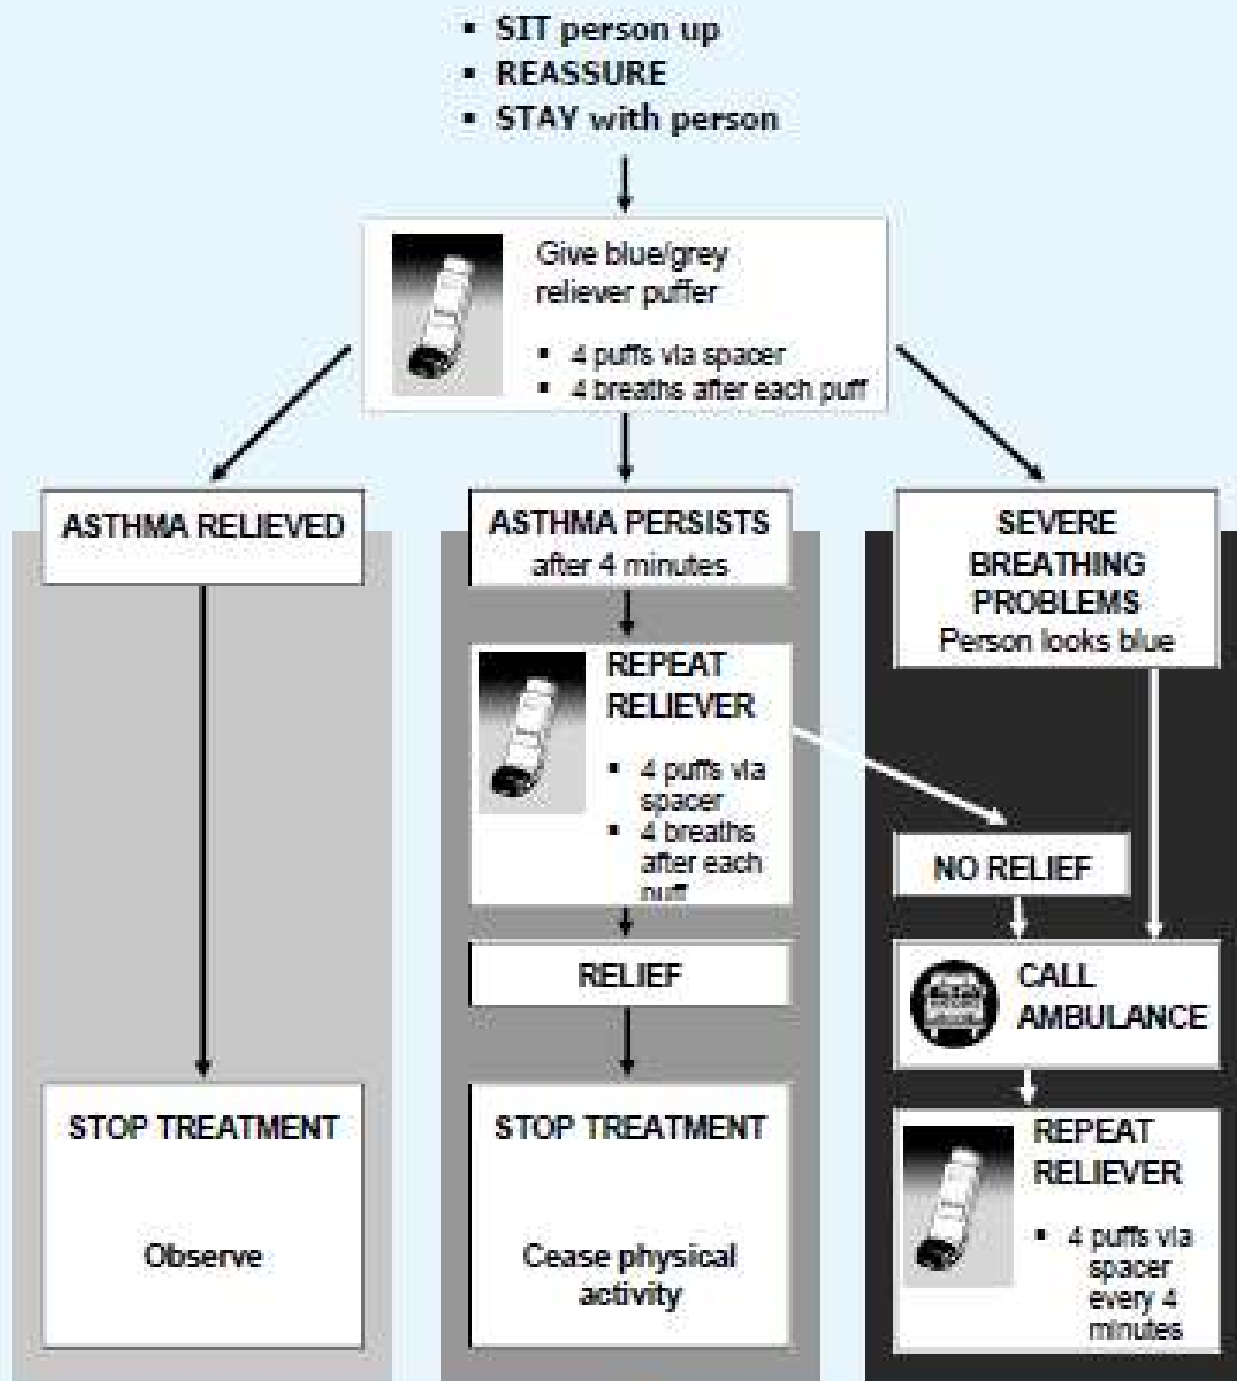 ▪ SIT person up
▪ REASSURE
▪ STAY with person
Give blue/grey
reliever puffer
▪ 4 puffs via spacer
▪ 4 breaths after each puff
ASTHMA RELIEVED
STOP TREATMENT
Observe
ASTHMA PERSISTS
after 4 minutes
REPEAT
RELIEVER
▪ 4 puffs via
spacer
▪ 4 breaths
after each
puff
RELIEF
STOP TREATMENT
Cease physical
activity
SEVERE
BREATHING
PROBLEMS
Person looks blue
NO RELIEF
CALL
AMBULANCE
REPEAT
RELIEVER
▪ 4 puffs via
spacer
every 4
minutes